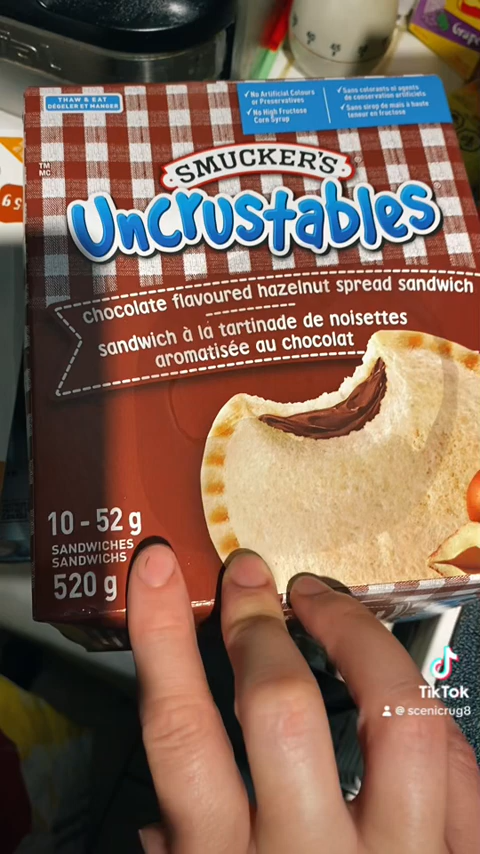 THAW & EAT
DÉGELER ET MANGER
✓No Artificial Colours
or Preservatives
✓No High Fructose
Corn Syrup
✓Sans colorants ni agents
de conservation artificiels
✓Sans sirop de maïs à haute
teneur en fructose
TM
MC
SMUCKER'S®
Uncrustables®
chocolate flavoured hazelnut spread sandwich
sandwich à la tartinade de noisettes
aromatisée au chocolat
10 - 52 g
SANDWICHES
SANDWICHS
520 g
TikTok
@scenicrug8